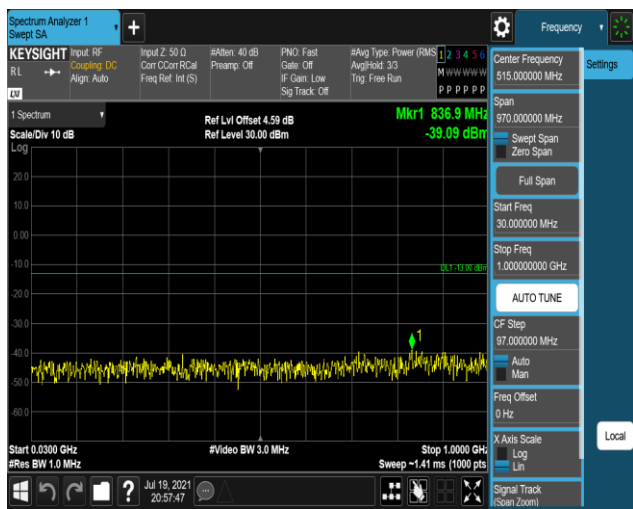 Spectrum Analyzer 1
Swept SA
Frequency
KEYSIGHT
RL
LXI
Input: RF
Coupling: DC
Align: Auto
Input Z: 50 Ω
Corr CCorr RCal
Freq Ref: Int (S)
#Atten: 40 dB
Preamp: Off
PNO: Fast
Gate: Off
IF Gain: Low
Sig Track: Off
#Avg Type: Power (RMS
Avg|Hold: 3/3
Trig: Free Run
1 2 3 4 5 6
M W W W W W
P P P P P P
1 Spectrum
Scale/Div 10 dB
Log
Ref Lvl Offset 4.59 dB
Ref Level 30.00 dBm
Mkr1 836.9 MHz
-39.09 dBm
20.0
10.0
0.00
-10.0
DL1 -13.00 dBm
-20.0
-30.0
1
-40.0
-50.0
-60.0
Start 0.0300 GHz
#Res BW 1.0 MHz
#Video BW 3.0 MHz
Stop 1.0000 GHz
Sweep ~1.41 ms (1000 pts
Jul 19, 2021
20:57:47
Center Frequency
515.000000 MHz
Span
970.000000 MHz
Swept Span
Zero Span
Full Span
Start Freq
30.000000 MHz
Stop Freq
1.000000000 GHz
AUTO TUNE
CF Step
97.000000 MHz
Auto
Man
Freq Offset
0 Hz
X Axis Scale
Log
Lin
Signal Track
(Span Zoom)
Settings
Local